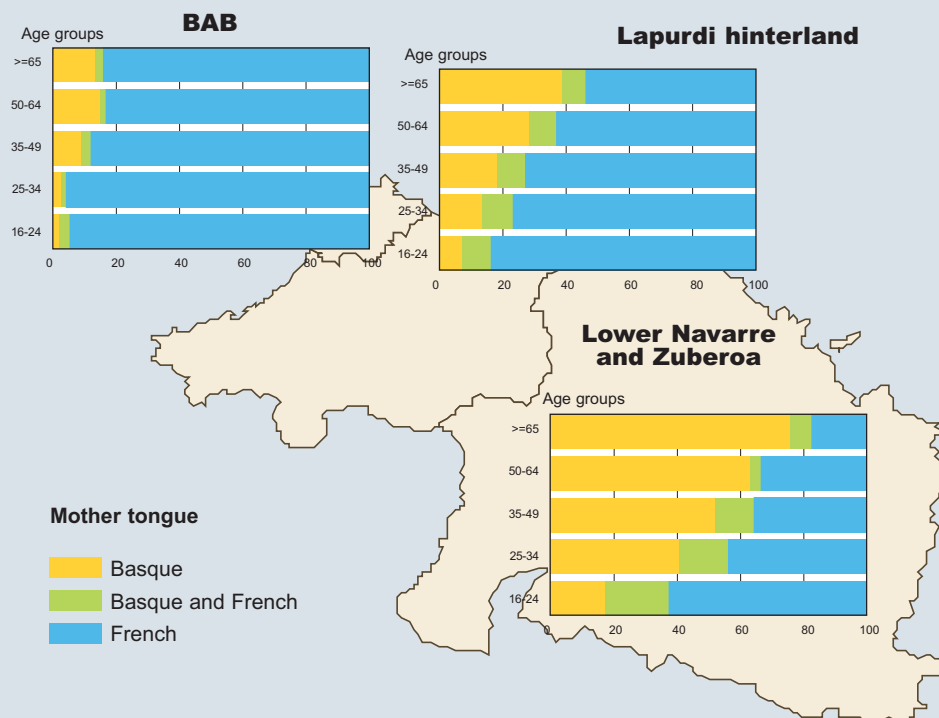 BAB
Age groups
>=65
50-64
35-49
25-34
16-24
0 20 40 60 80 100
Lapurdi hinterland
Age groups
>=65
50-64
35-49
25-34
16-24
0 20 40 60 80 100
Lower Navarre
and Zuberoa
Age groups
>=65
50-64
35-49
25-34
16-24
0 20 40 60 80 100
Mother tongue
Basque
Basque and French
French